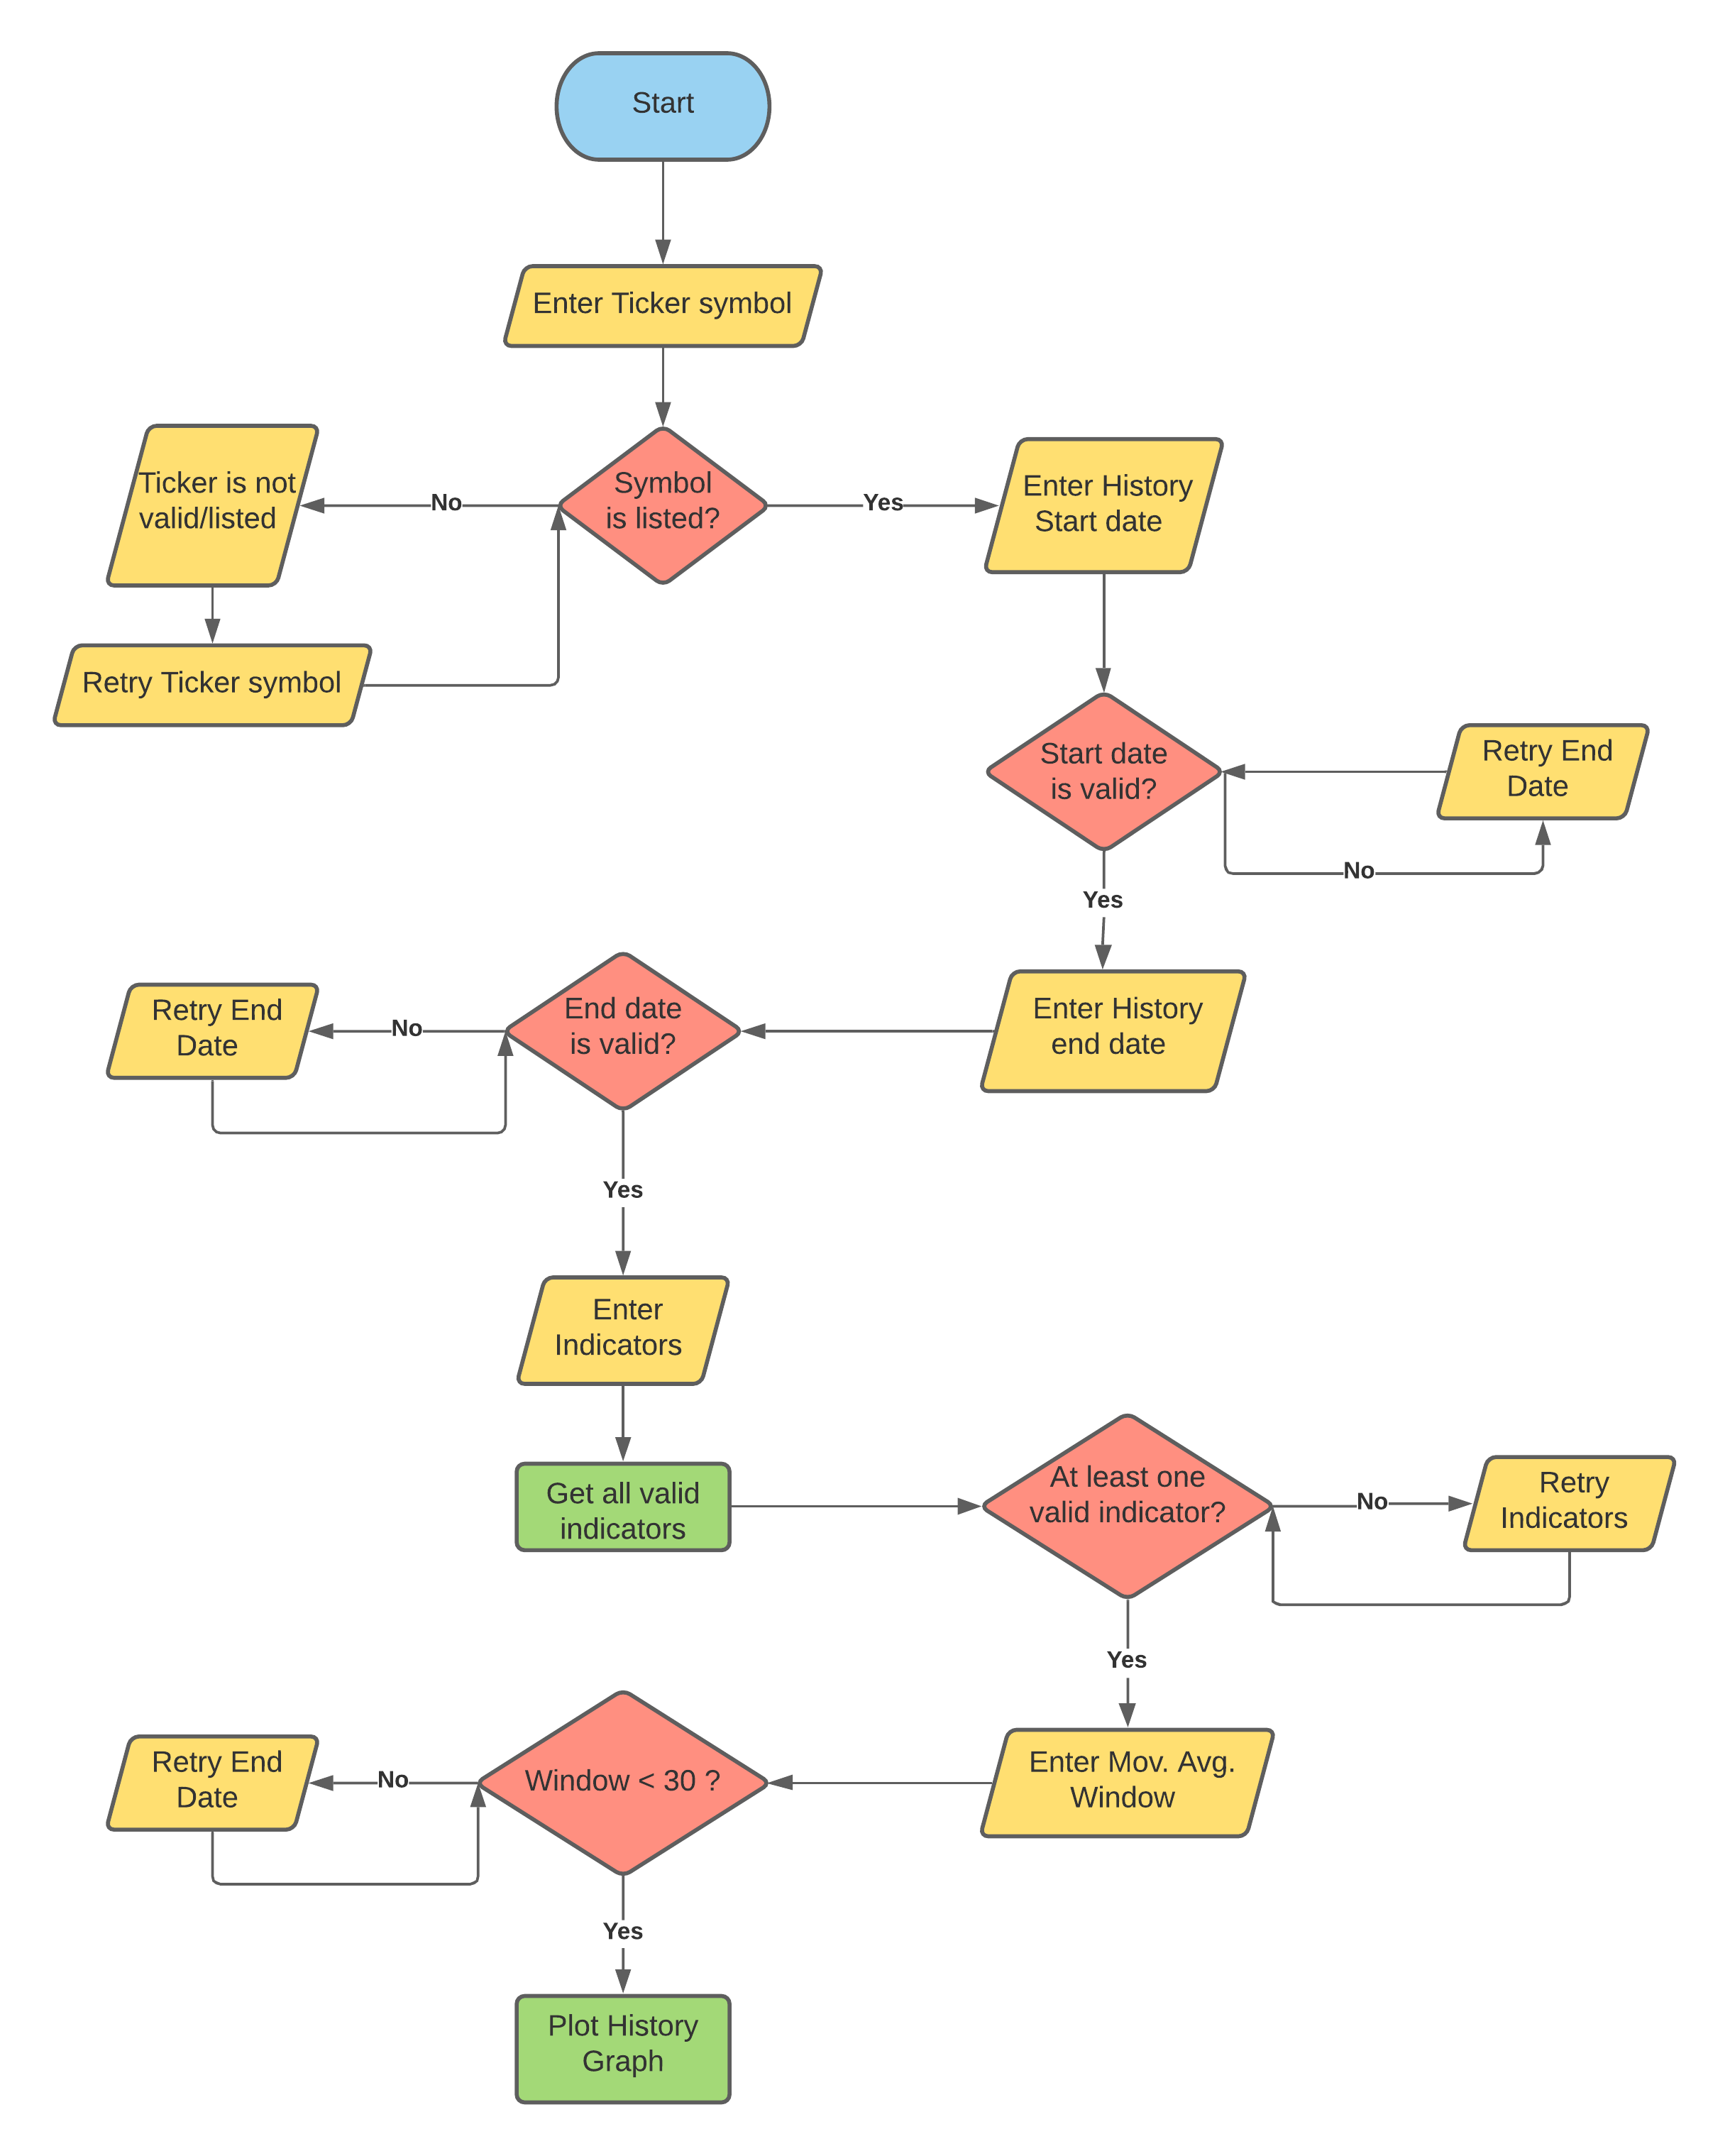 Start
Enter Ticker symbol
Ticker is not
valid/listed
No
Symbol
is listed?
Yes
Enter History
Start date
Retry Ticker symbol
Start date
is valid?
Retry End
Date
No
Yes
Retry End
Date
No
End date
is valid?
Enter History
end date
Yes
Enter
Indicators
Get all valid
indicators
At least one
valid indicator?
No
Retry
Indicators
Yes
Retry End
Date
No
Window < 30 ?
Enter Mov. Avg.
Window
Yes
Plot History
Graph